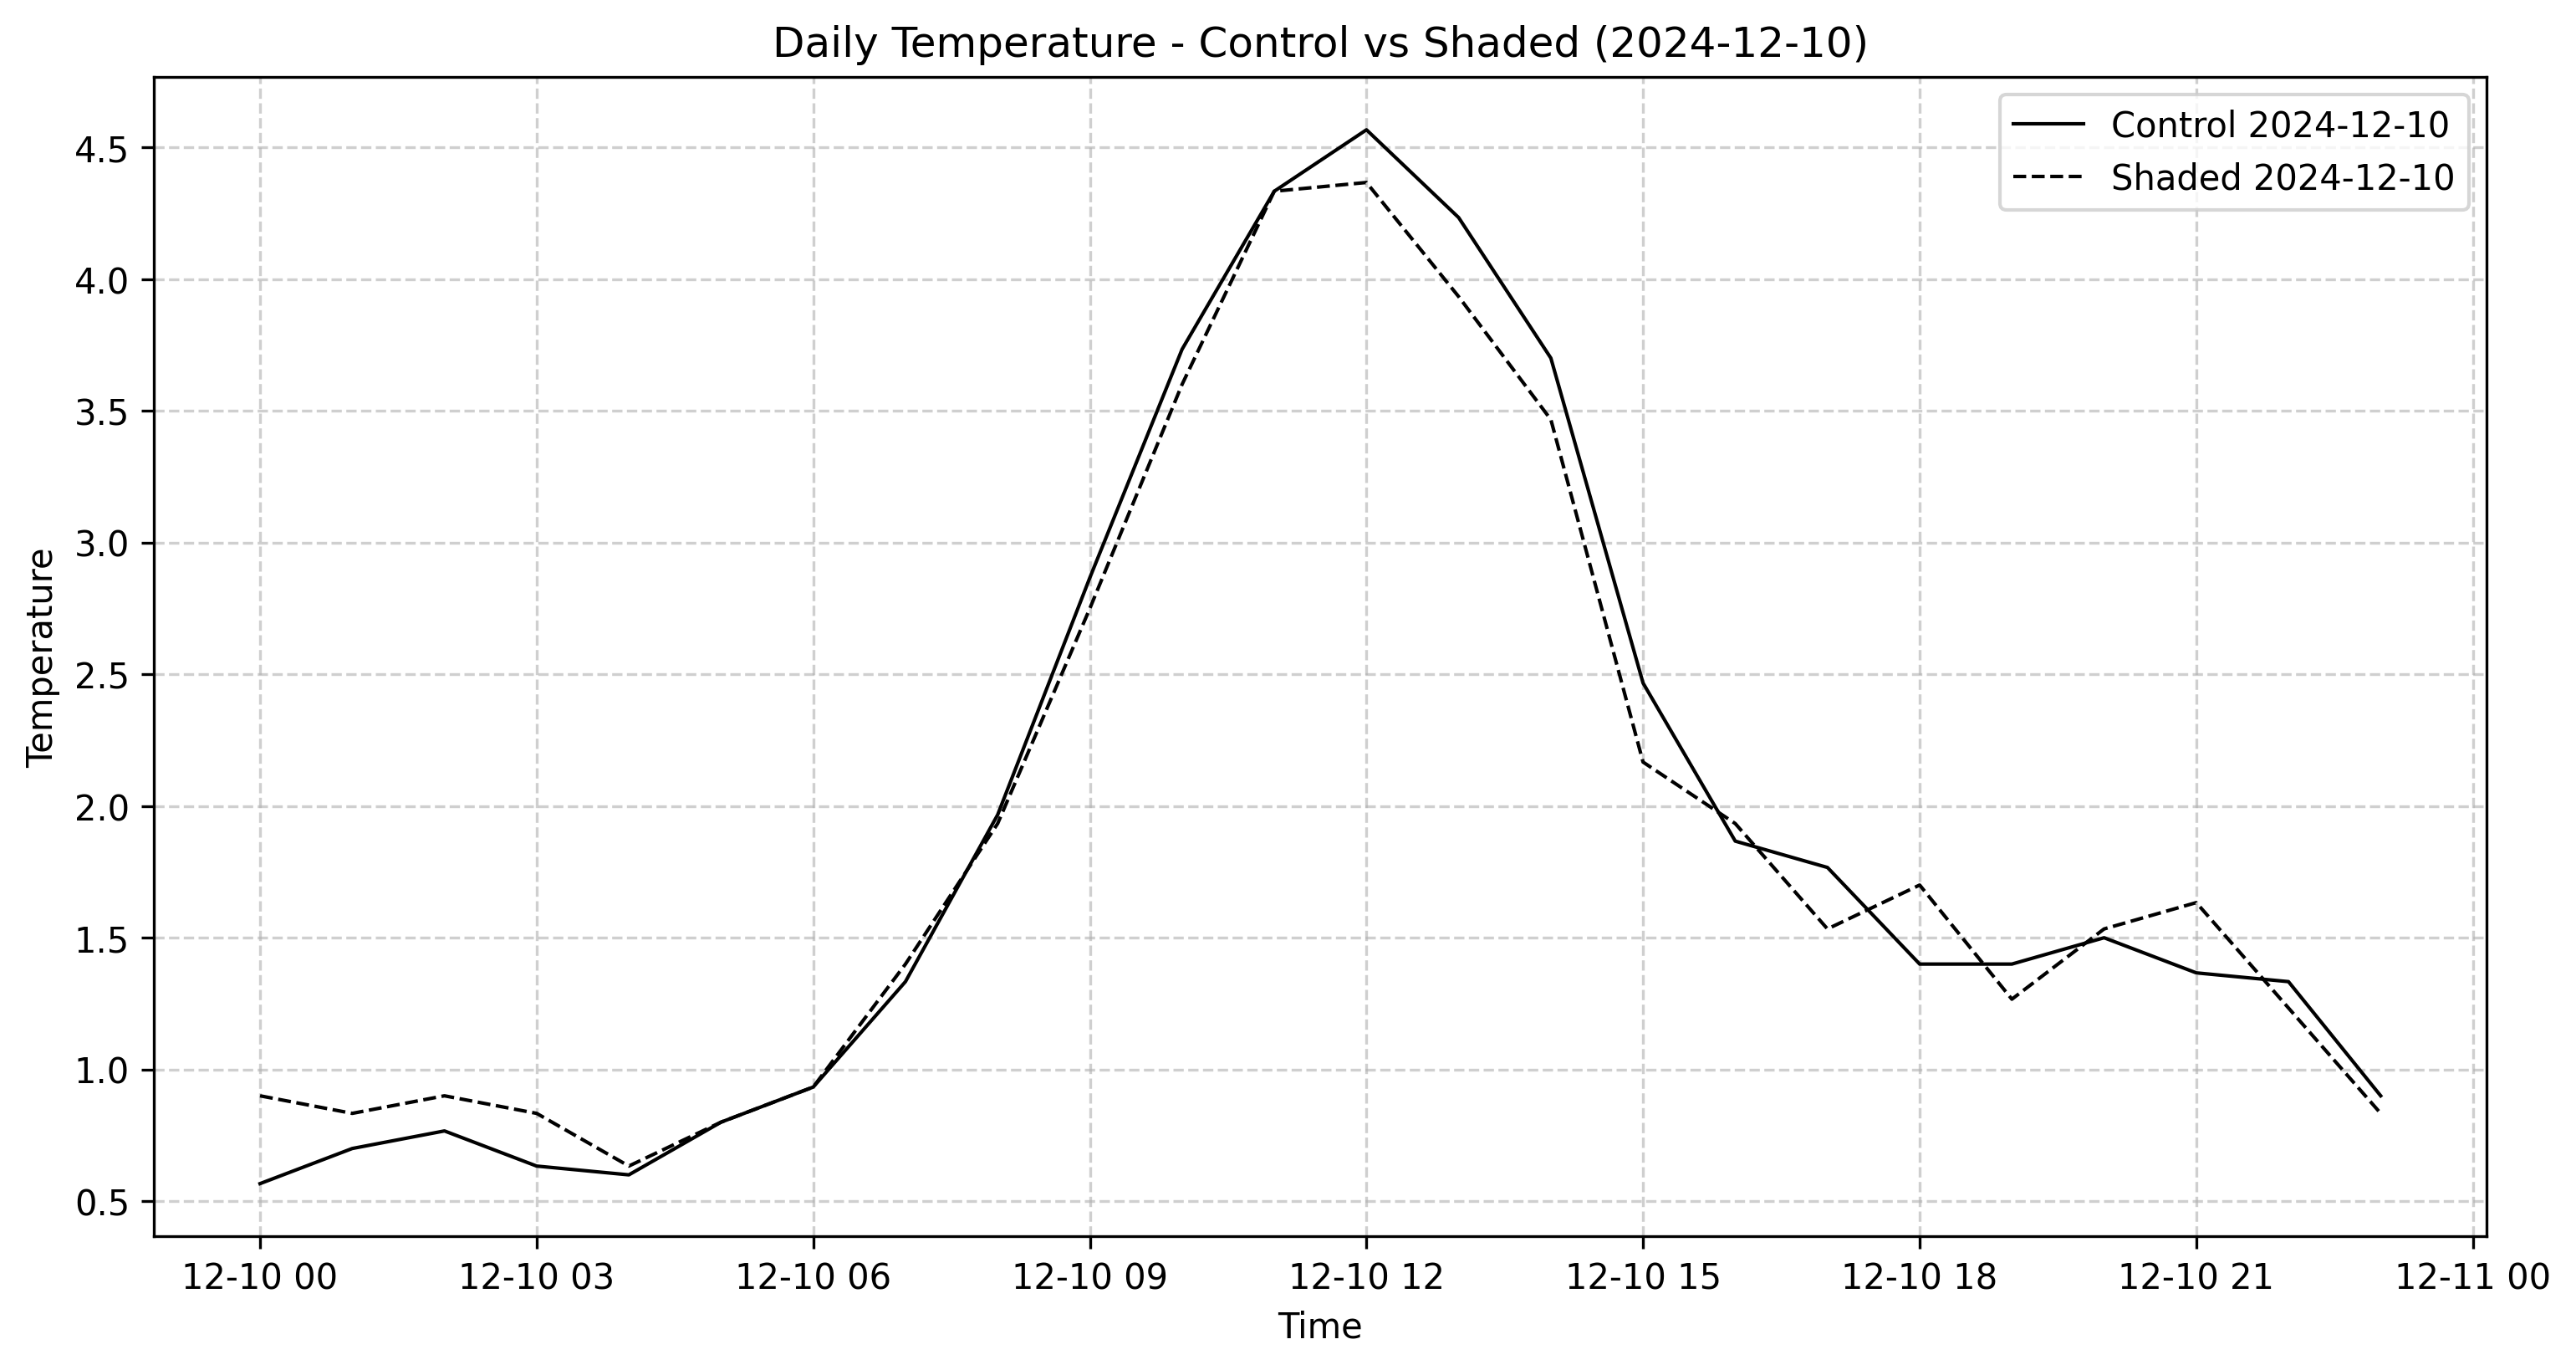 Daily Temperature - Control vs Shaded (2024-12-10)
Control 2024-12-10
Shaded 2024-12-10
Temperature
4.5
4.0
3.5
3.0
2.5
2.0
1.5
1.0
0.5
12-10 00 12-10 03 12-10 06 12-10 09 12-10 12 12-10 15 12-10 18 12-10 21 12-11 00
Time